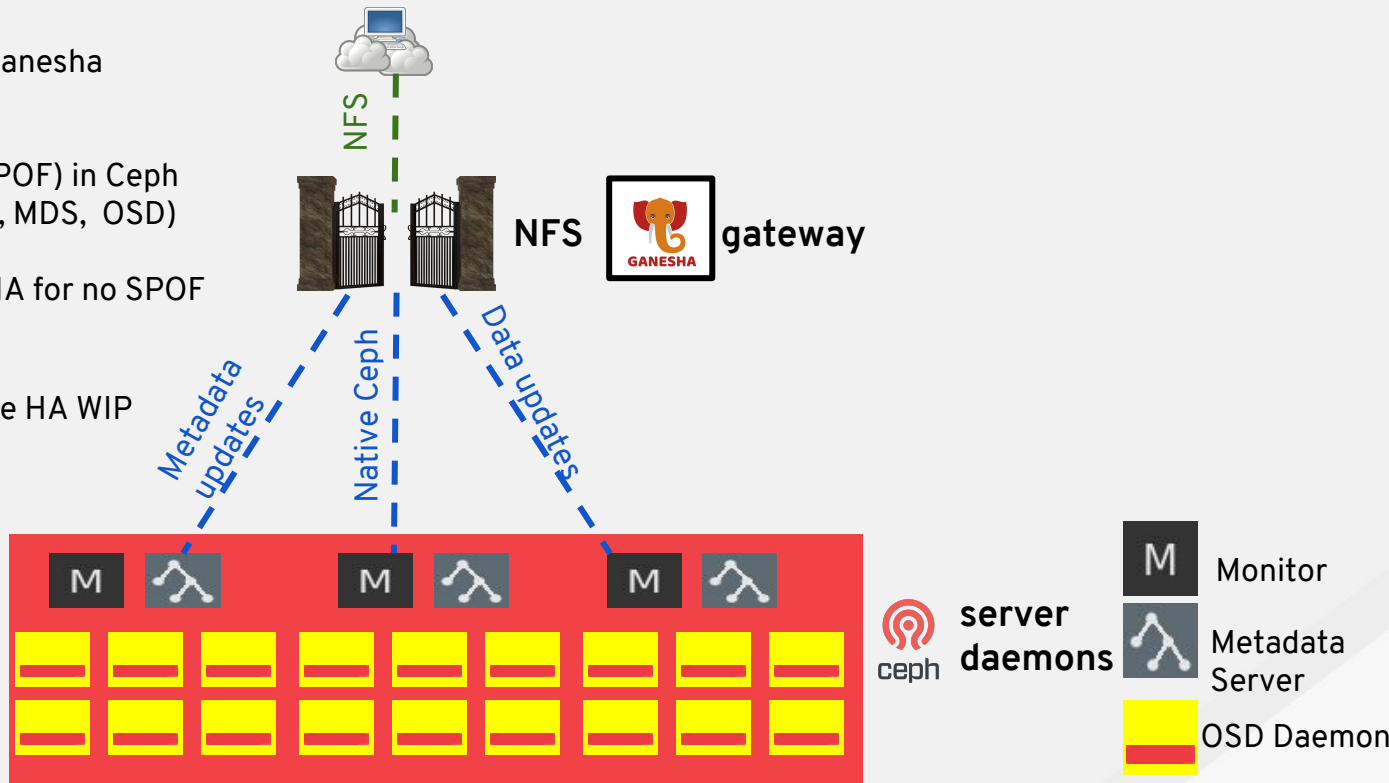 anesha
POF) in Ceph
, MDS, OSD)
HA for no SPOF
e HA WIP
NFS
NFS
GANESHA
gateway
Metadata
updates
Native Ceph
Data updates
M
M
M
ceph
server
daemons
M
Monitor
Metadata
Server
OSD Daemon